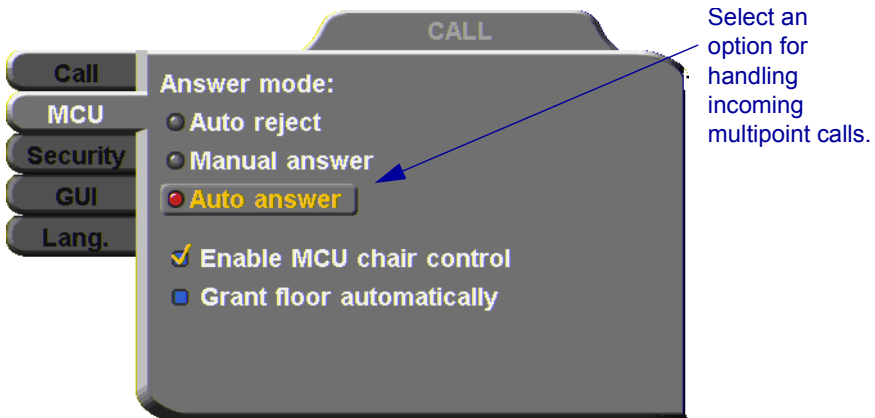 CALL
Call
MCU
Security
GUI
Lang.
Answer mode:
Auto reject
Manual answer
Auto answer
Enable MCU chair control
Grant floor automatically
Select an
option for
handling
incoming
multipoint calls.